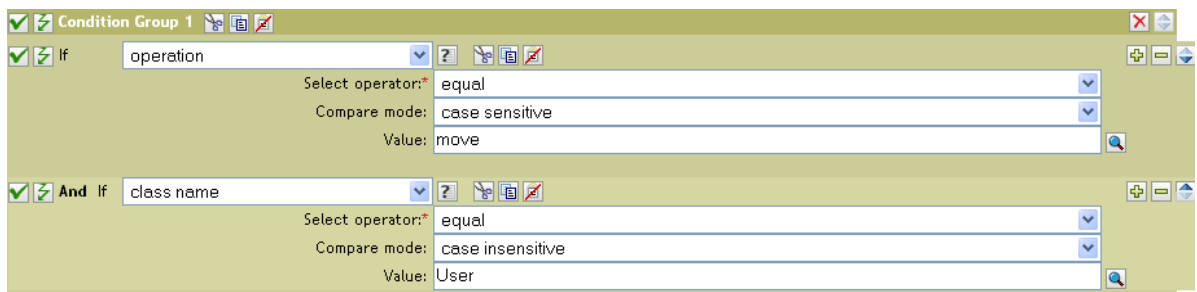 Condition Group 1
If operation ?
Select operator:* equal
Compare mode: case sensitive
Value: move
And If class name ?
Select operator:* equal
Compare mode: case insensitive
Value: User